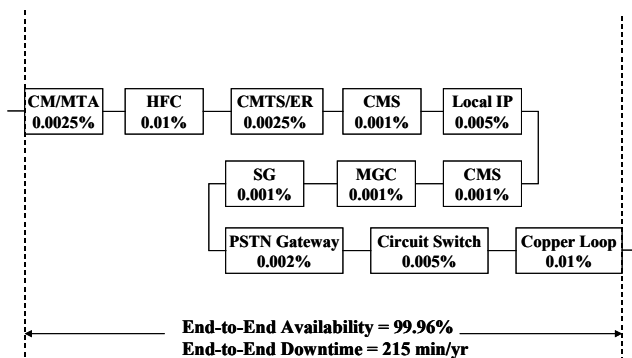 CM/MTA
0.0025%
HFC
0.01%
CMTS/ER
0.0025%
CMS
0.001%
Local IP
0.005%
SG
0.001%
MGC
0.001%
CMS
0.001%
PSTN Gateway
0.002%
Circuit Switch
0.005%
Copper Loop
0.01%
End-to-End Availability = 99.96%
End-to-End Downtime = 215 min/yr